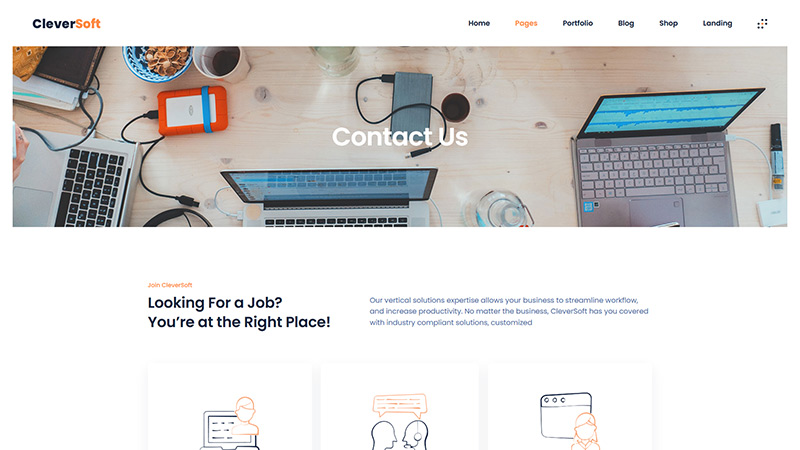 CleverSoft
Home Pages Portfolio Blog Shop Landing
Contact Us
Join CleverSoft
Looking For a Job?
You’re at the Right Place!
Our vertical solutions expertise allows your business to streamline workflow,
and increase productivity. No matter the business, CleverSoft has you covered
with industry compliant solutions, customized